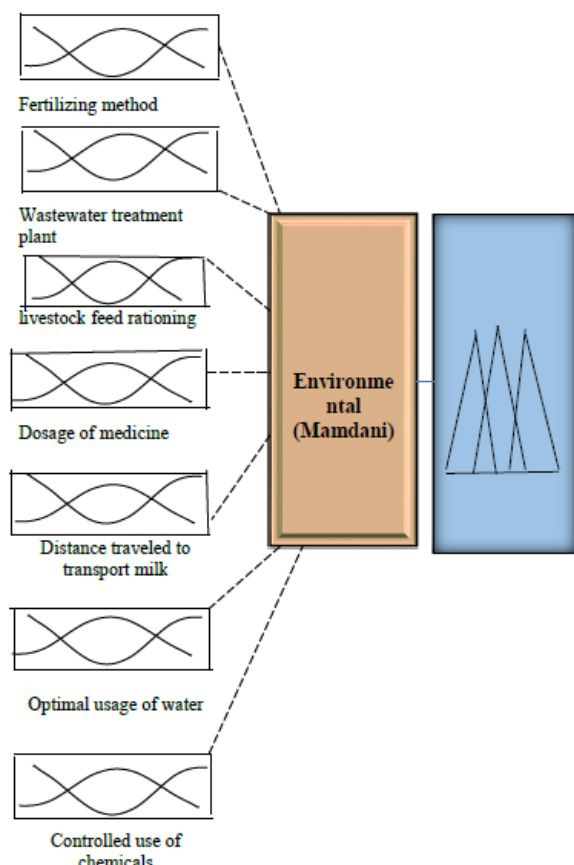 Fertilizing method
Wastewater treatment
plant
livestock feed rationing
Dosage of medicine
Distance traveled to
transport milk
Optimal usage of water
Controlled use of
chemicals
Environme
ntal
(Mamdani)